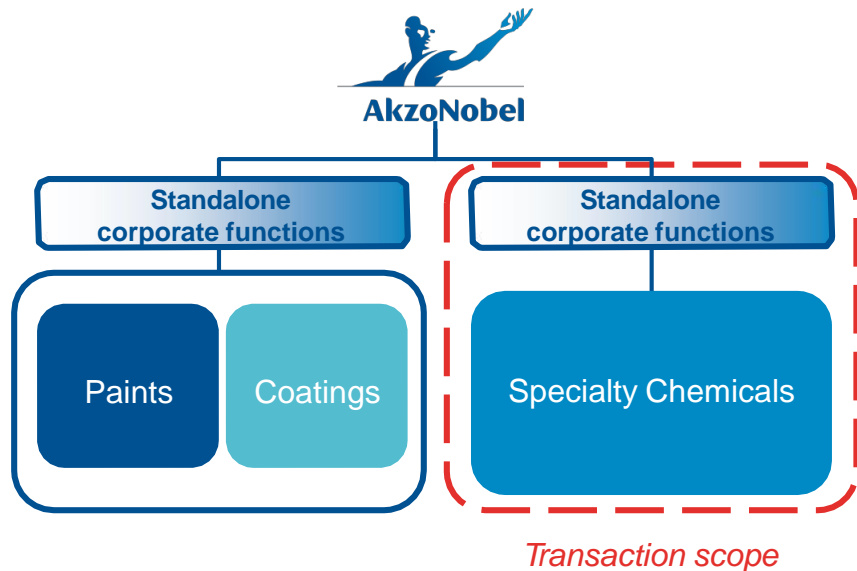 AkzoNobel
Standalone
corporate functions
Standalone
corporate functions
Paints
Coatings
Specialty Chemicals
Transaction scope